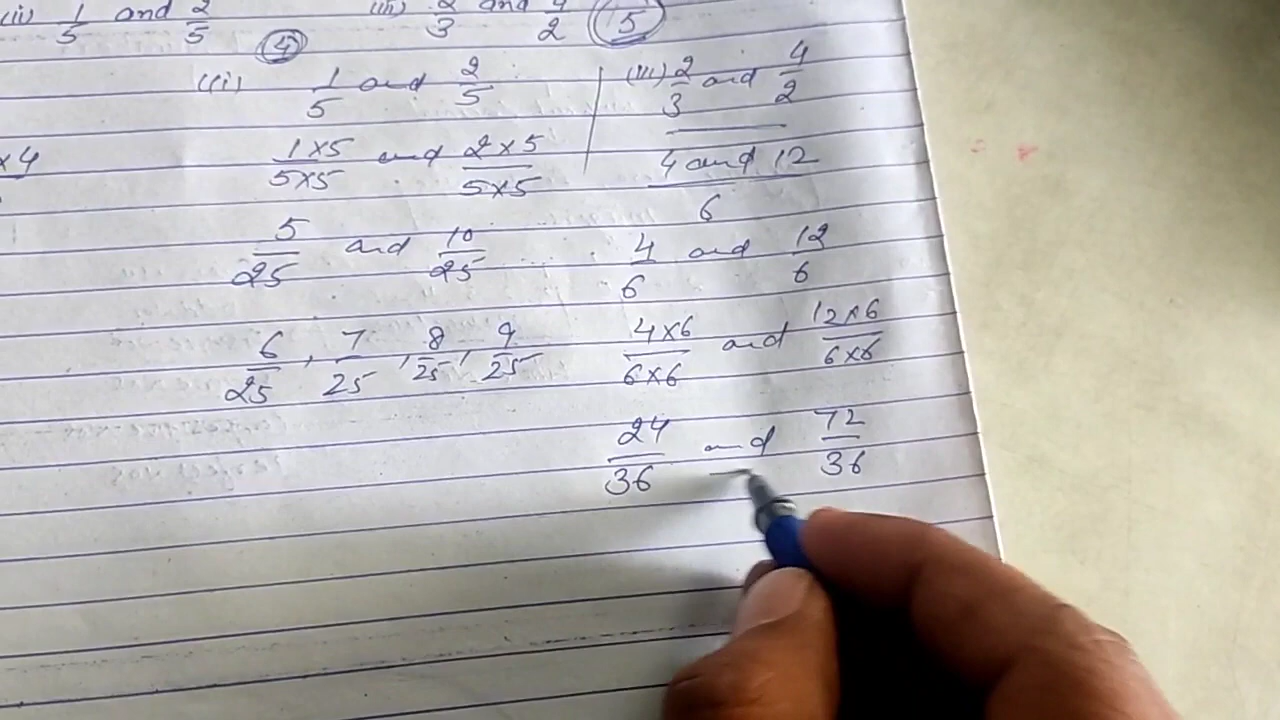 (ii) 1/5 and 2/5 (iii) 2/3 and 4/2 5
4
(ii) 1/5 and 2/5 (iii) 2/3 and 4/2
×4
1×5/5×5 and 2×5/5×5 4 and 12/6
5/25 and 10/25 4/6 and 12/6
6/25, 7/25, 8/25, 9/25 4×6/6×6 and 12×6/6×6
24/36 and 72/36